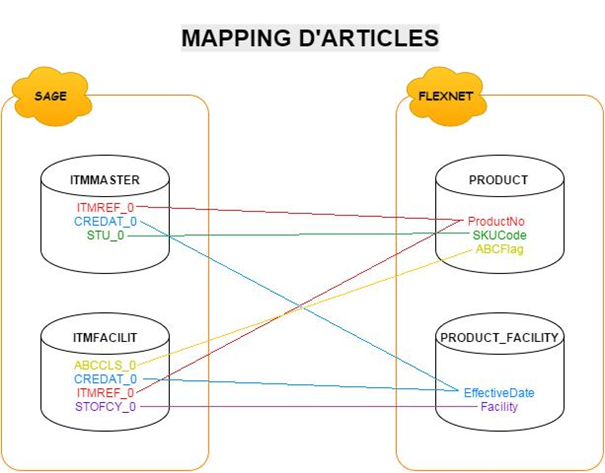 MAPPING D'ARTICLES
SAGE
ITMMASTER
ITMREF_0
CREDAT_0
STU_0
ITMFACILIT
ABCCLS_0
CREDAT_0
ITMREF_0
STOFCY_0
FLEXNET
PRODUCT
ProductNo
SKUCode
ABCFlag
PRODUCT_FACILITY
EffectiveDate
Facility